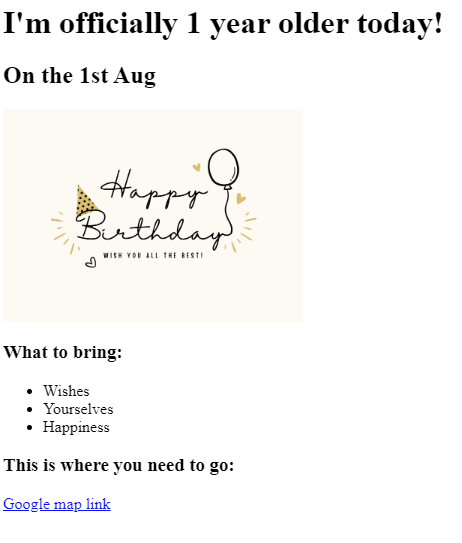 I'm officially 1 year older today!
On the 1st Aug
Happy
Birthday
WISH YOU ALL THE BEST!
What to bring:
Wishes
Yourselves
Happiness
This is where you need to go:
Google map link